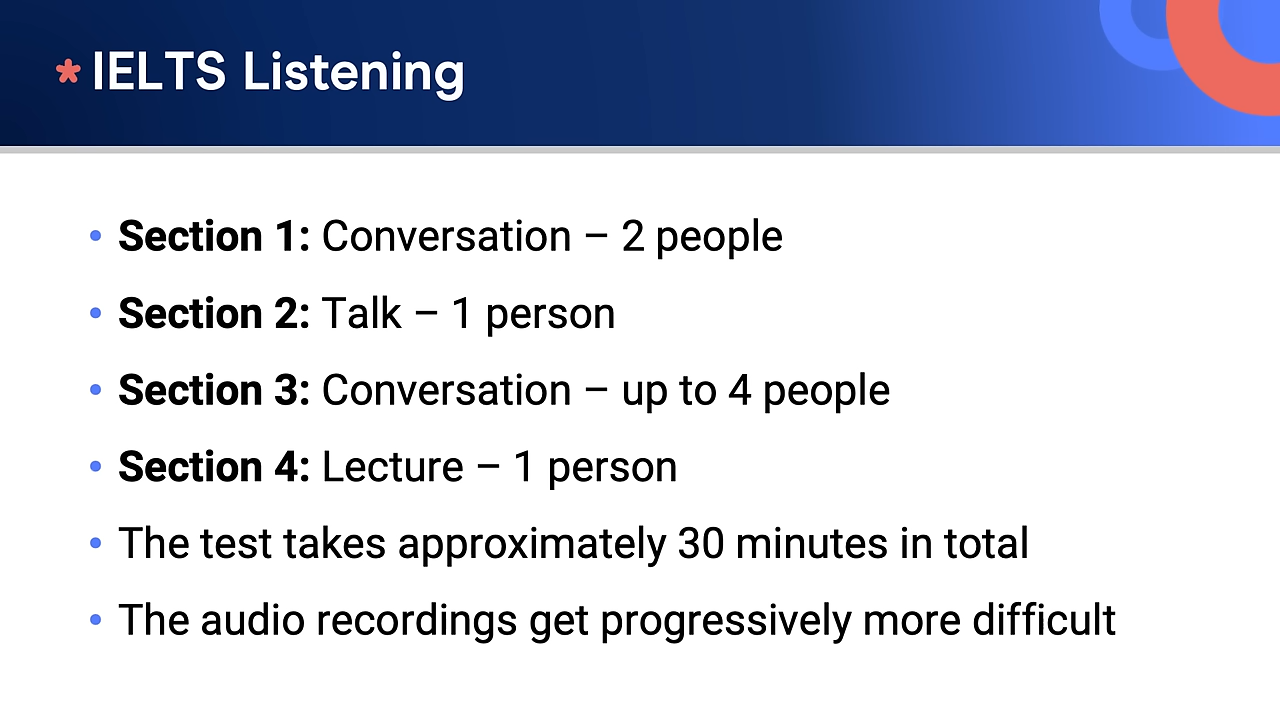 * IELTS Listening
• Section 1: Conversation – 2 people
• Section 2: Talk – 1 person
• Section 3: Conversation – up to 4 people
• Section 4: Lecture – 1 person
• The test takes approximately 30 minutes in total
• The audio recordings get progressively more difficult